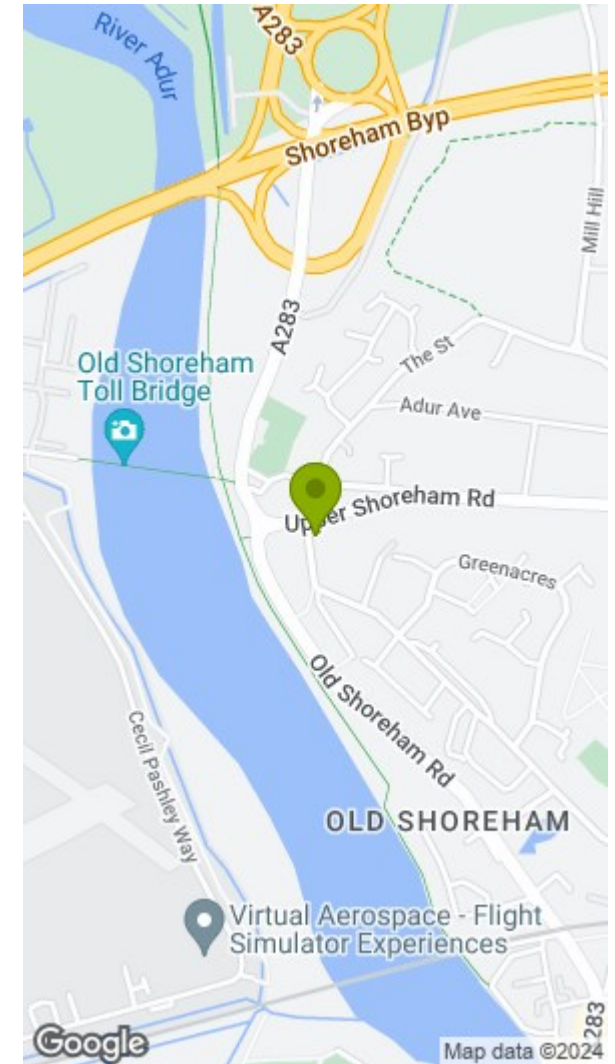 A283
River Adur
Shoreham Byp
Mill Hill
A283
The St
Old Shoreham
Toll Bridge
Adur Ave
Upper Shoreham Rd
Greenacres
Old Shoreham Rd
Cecil Pashley Way
OLD SHOREHAM
Virtual Aerospace - Flight
Simulator Experiences
A283
Google
Map data ©2024